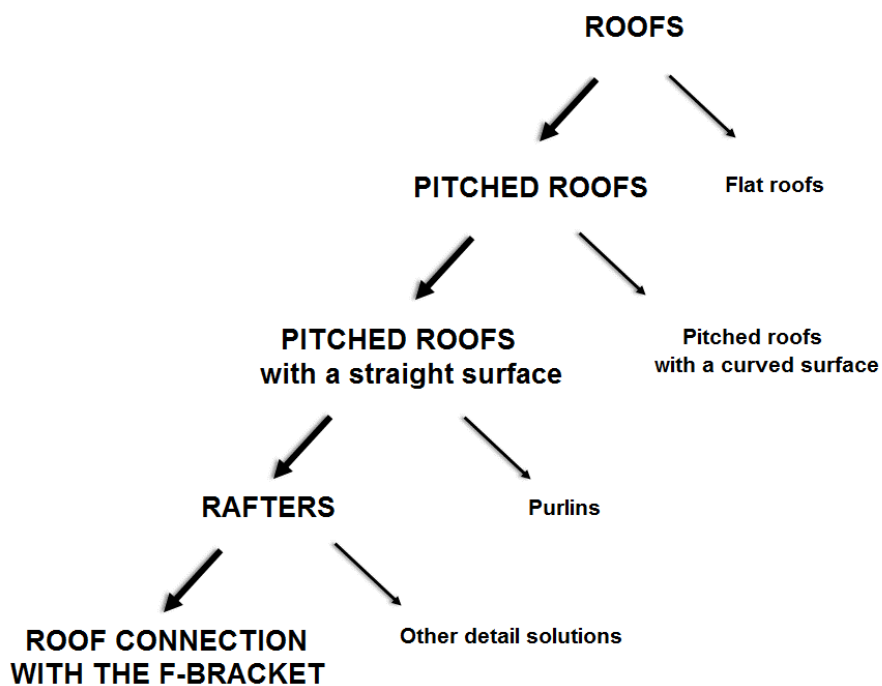 ROOFS
PITCHED ROOFS
Flat roofs
PITCHED ROOFS
with a straight surface
Pitched roofs
with a curved surface
RAFTERS
Purlins
ROOF CONNECTION
WITH THE F-BRACKET
Other detail solutions